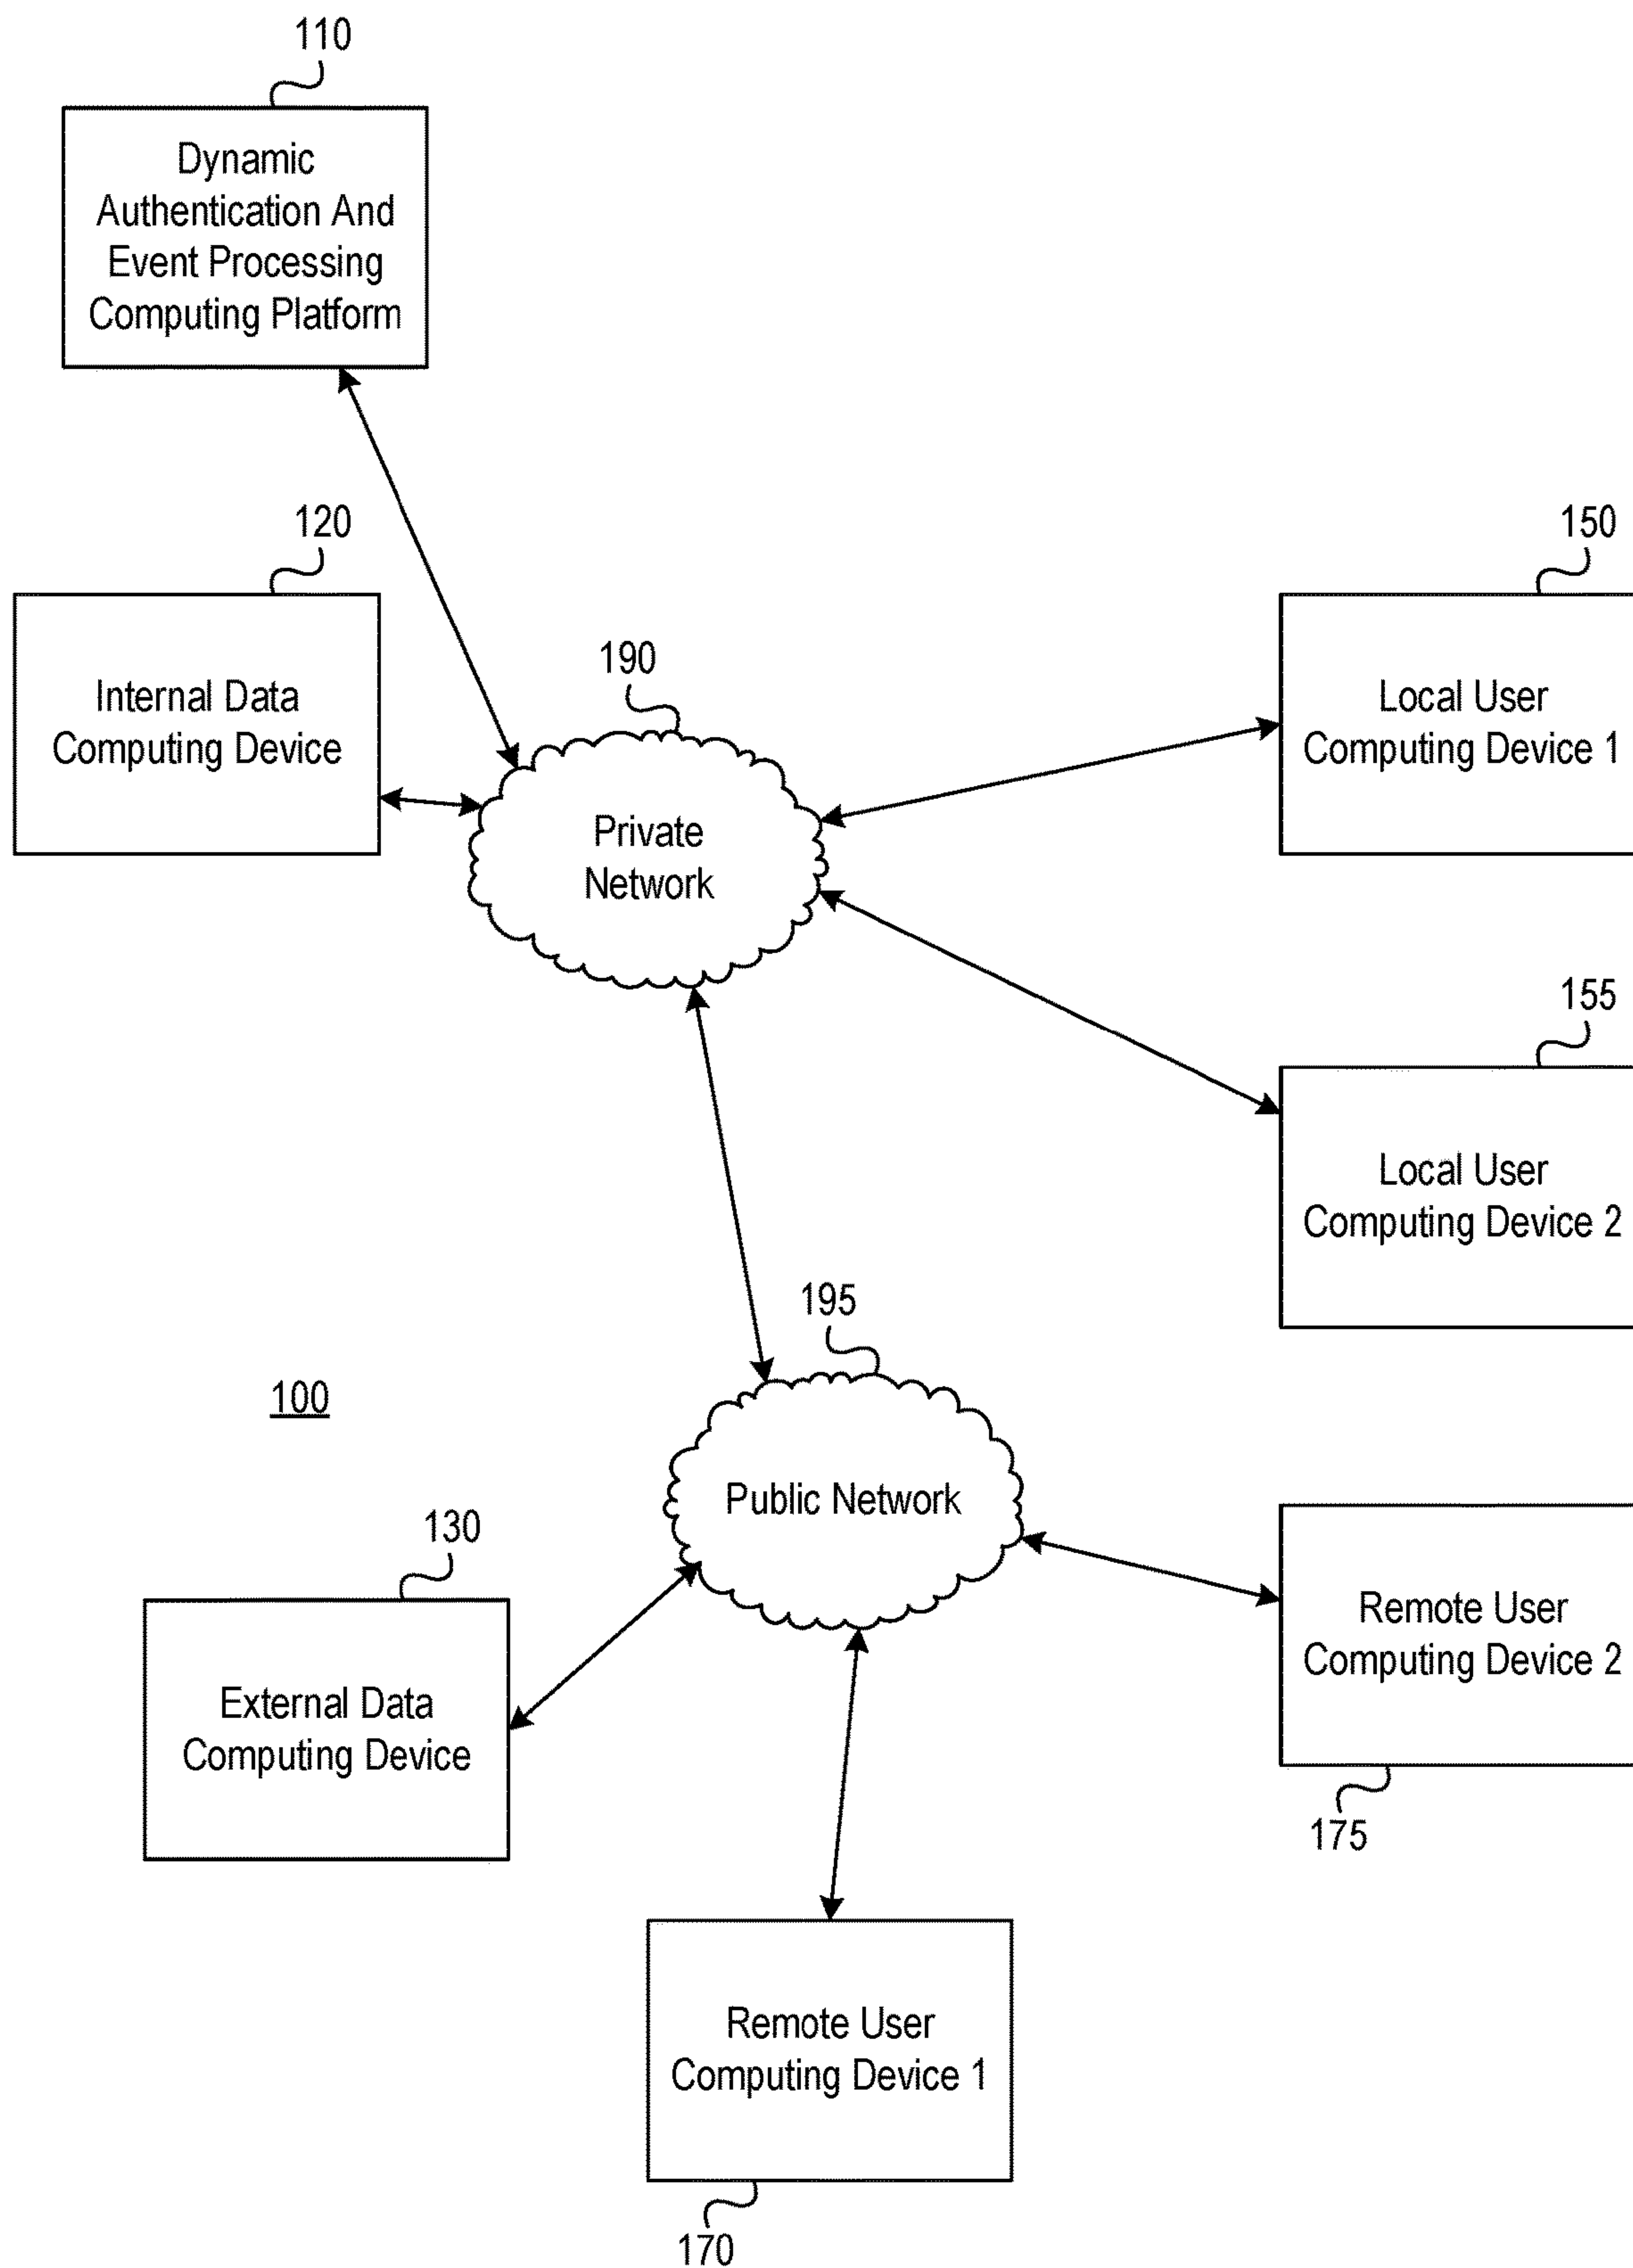 110
Dynamic
Authentication And
Event Processing
Computing Platform
120
Internal Data
Computing Device
190
Private
Network
150
Local User
Computing Device 1
155
Local User
Computing Device 2
195
Public Network
100
130
External Data
Computing Device
Remote User
Computing Device 2
175
Remote User
Computing Device 1
170